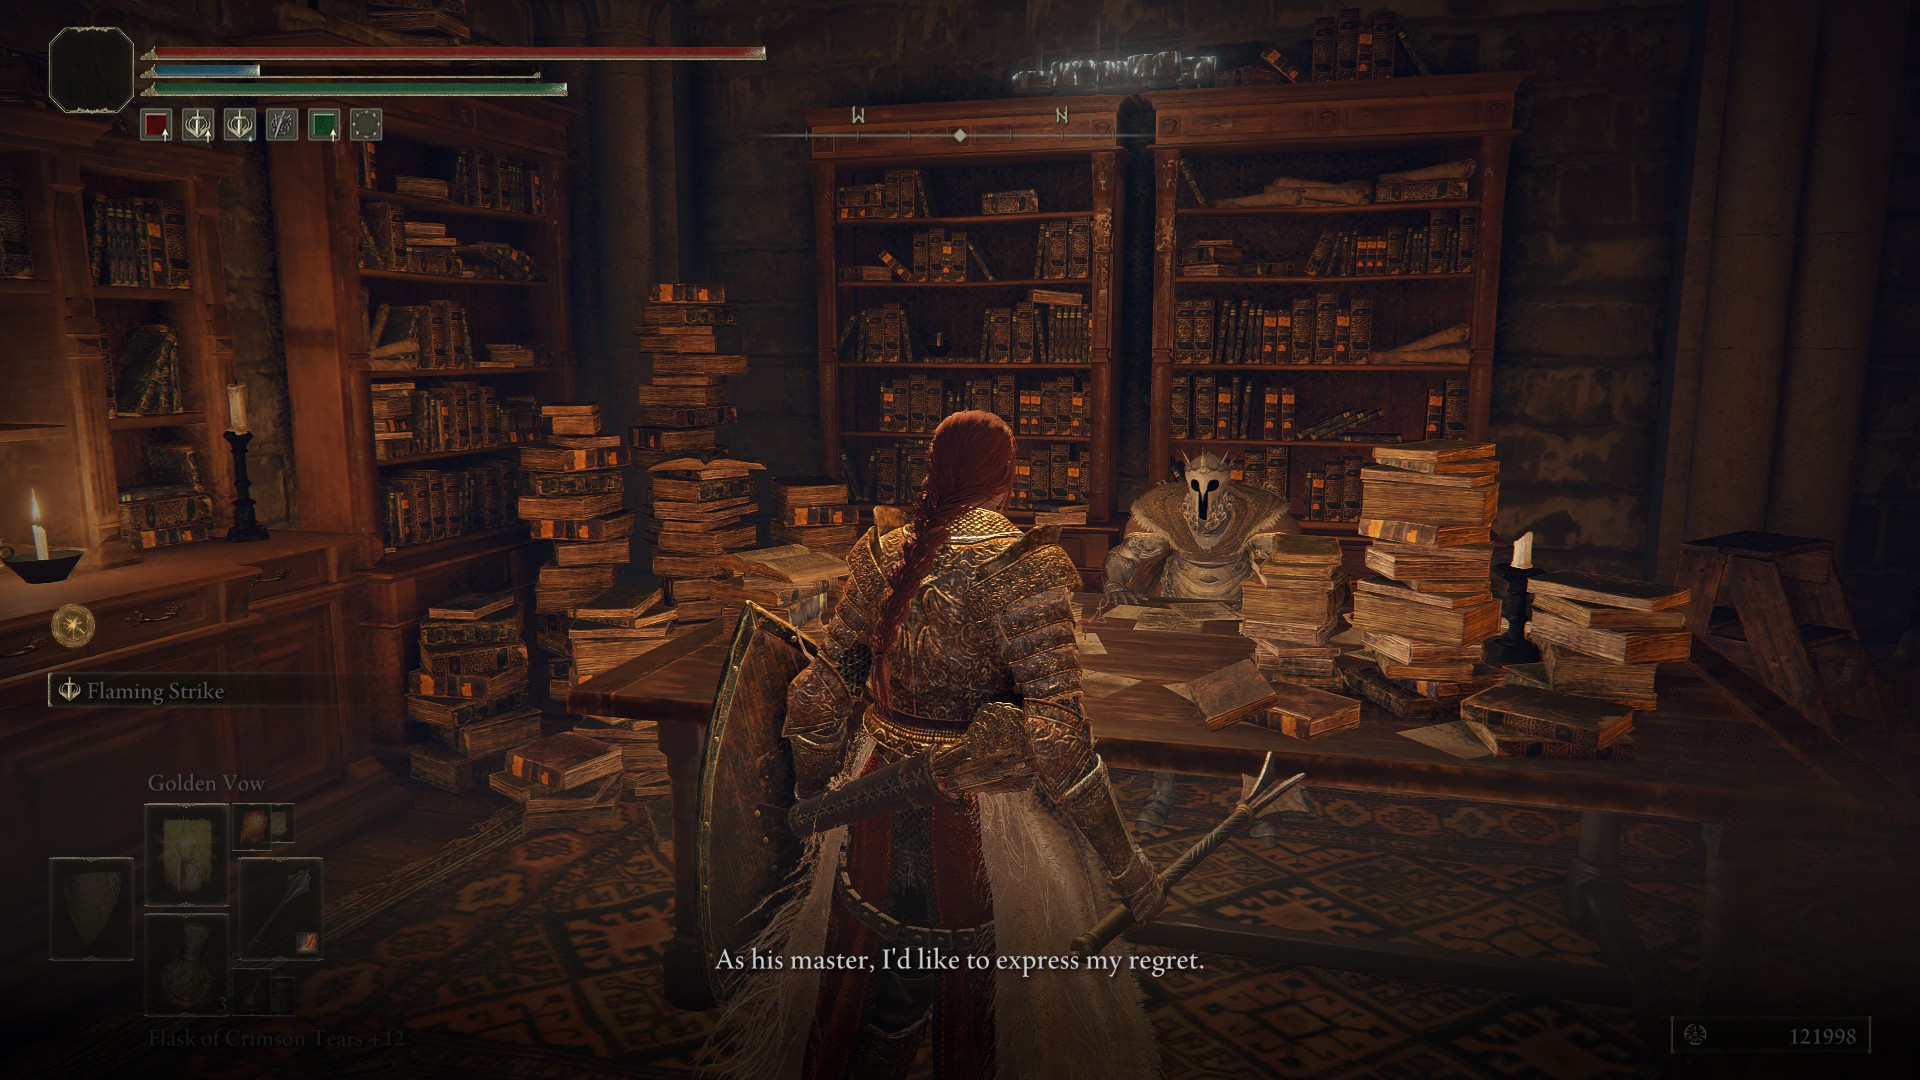 W N
Flaming Strike
Golden Vow
3
As his master, I'd like to express my regret.
Flask of Crimson Tears +12
121998